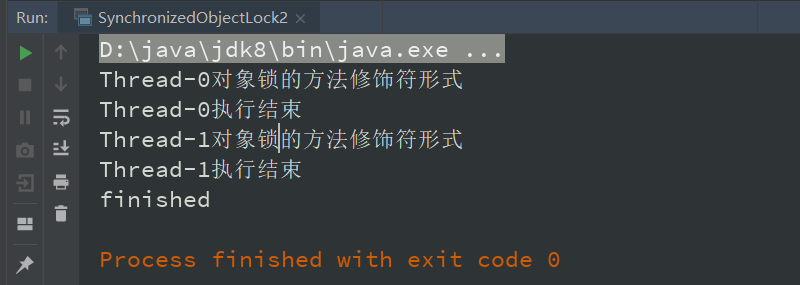 Run: SynchronizedObjectLock2 ×
D:\java\jdk8\bin\java.exe ...
Thread-0对象锁的方法修饰符形式
Thread-0执行结束
Thread-1对象锁的方法修饰符形式
Thread-1执行结束
finished
Process finished with exit code 0